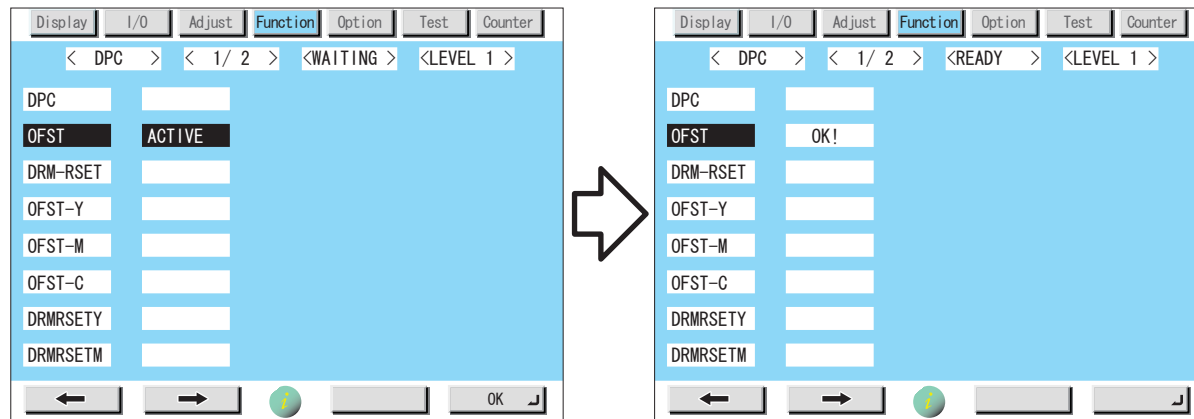 Display I/O Adjust Function Option Test Counter
< DPC > < 1/ 2 > <WAITING > <LEVEL 1 >
DPC
OFST ACTIVE
DRM-RSET
OFST-Y
OFST-M
OFST-C
DRMRSETY
DRMRSETM
OK
Display I/O Adjust Function Option Test Counter
< DPC > < 1/ 2 > <READY > <LEVEL 1 >
DPC
OFST OK!
DRM-RSET
OFST-Y
OFST-M
OFST-C
DRMRSETY
DRMRSETM